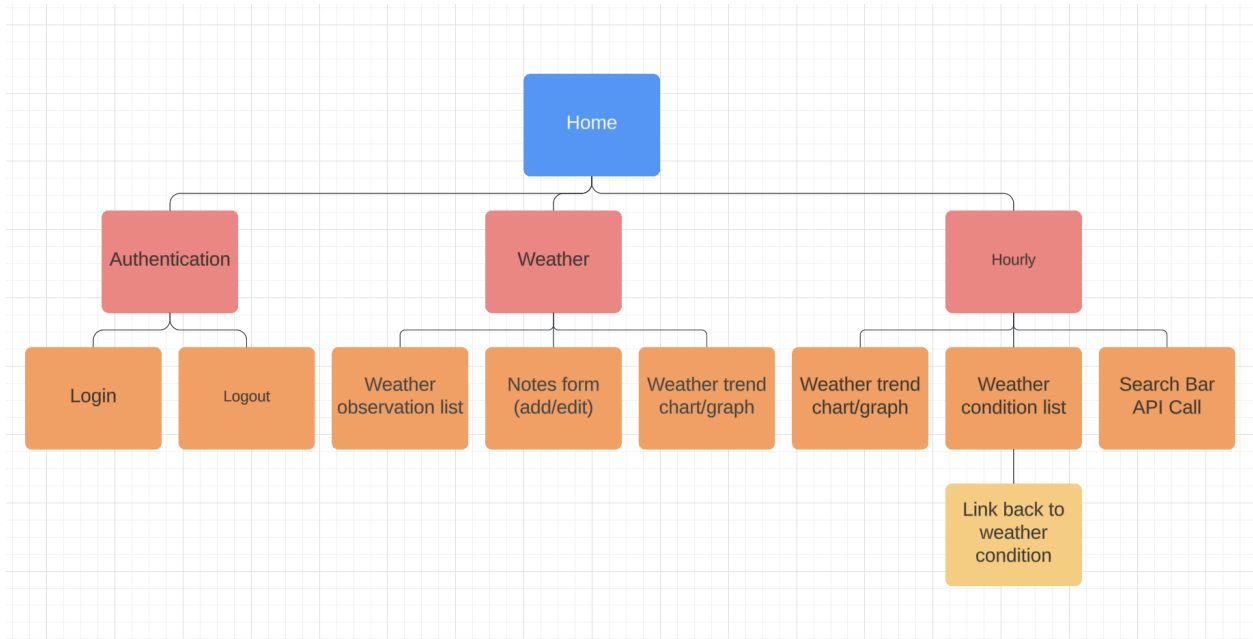 Home
Authentication
Weather
Hourly
Login
Logout
Weather
observation list
Notes form
(add/edit)
Weather trend
chart/graph
Weather trend
chart/graph
Weather
condition list
Search Bar
API Call
Link back to
weather
condition